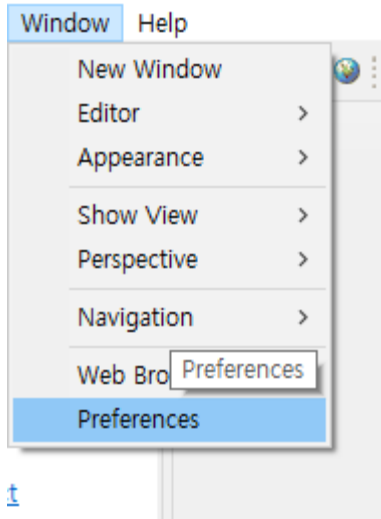 Window Help
New Window
Editor
Appearance
Show View
Perspective
Navigation
Web Bro
Preferences
Preferences